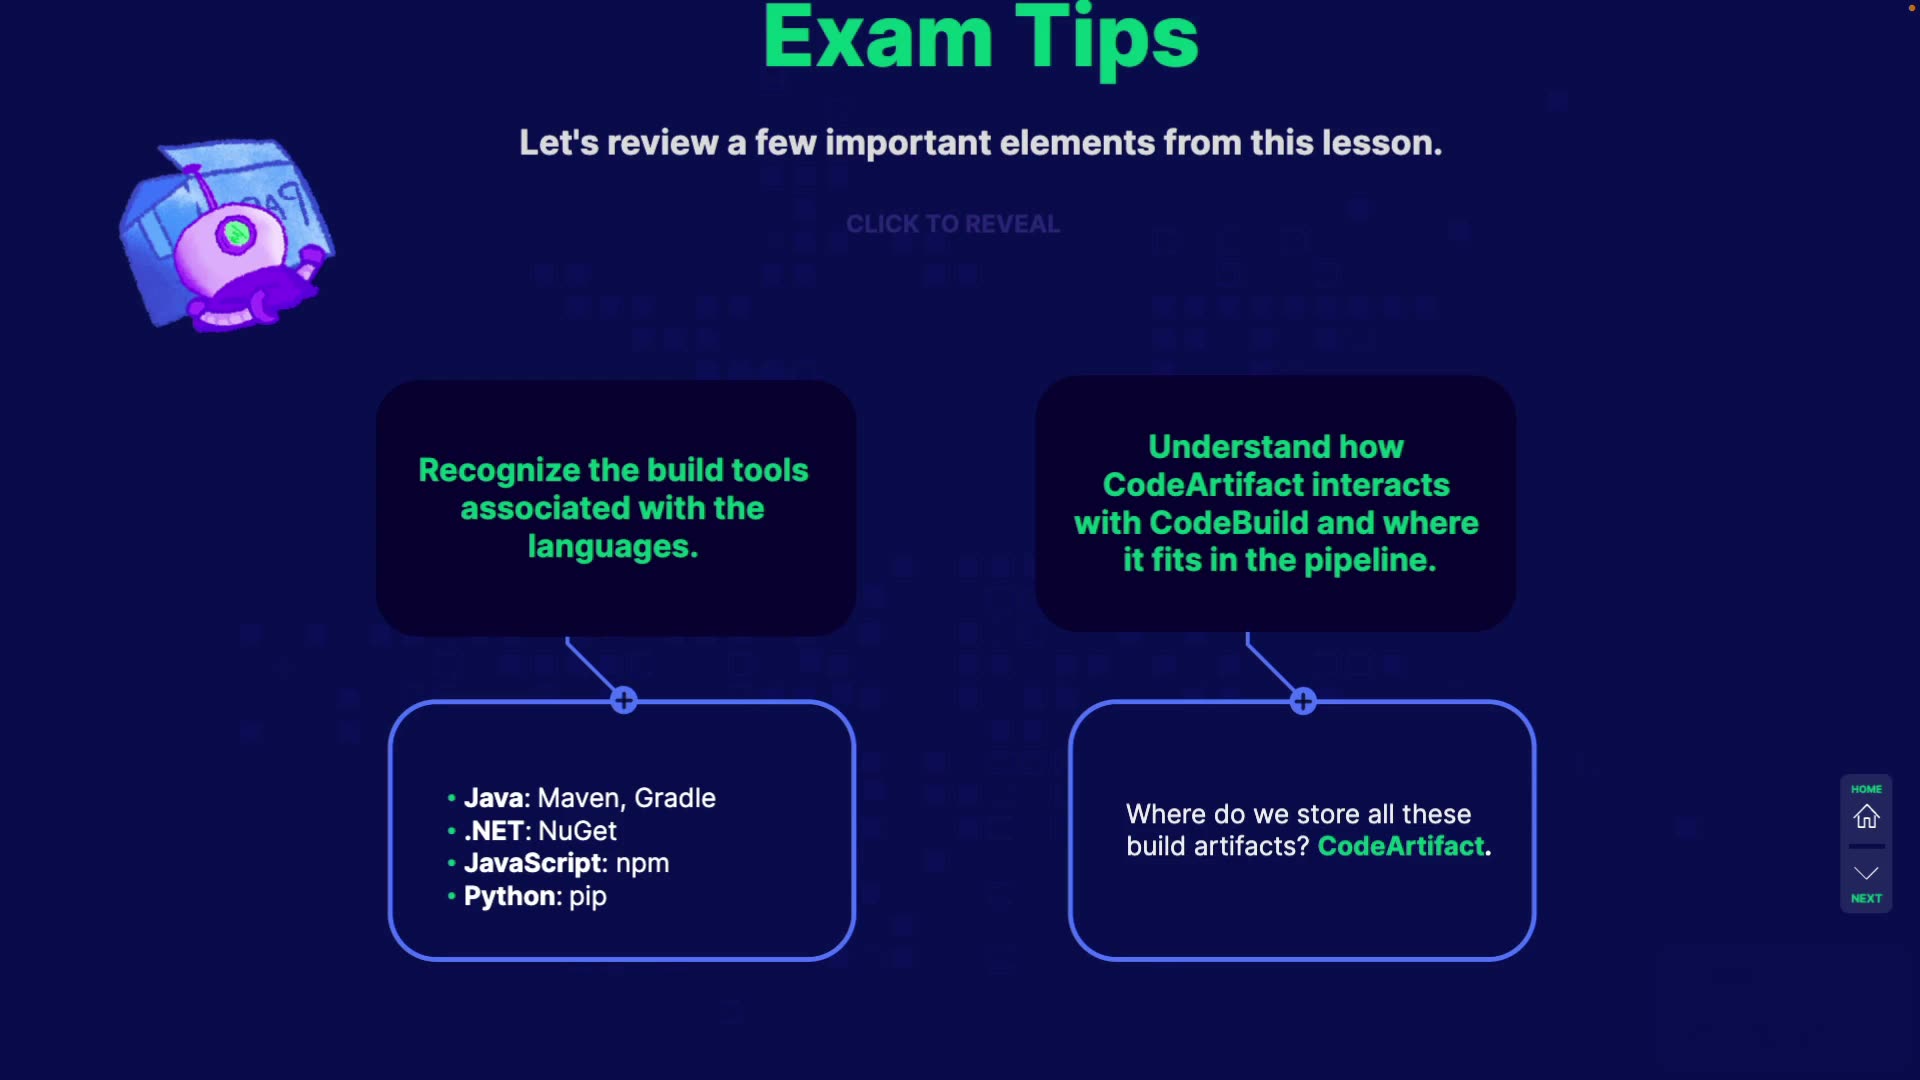 Exam Tips
Let's review a few important elements from this lesson.
CLICK TO REVEAL
Recognize the build tools
associated with the
languages.
Understand how
CodeArtifact interacts
with CodeBuild and where
it fits in the pipeline.
• Java: Maven, Gradle
• .NET: NuGet
• JavaScript: npm
• Python: pip
Where do we store all these
build artifacts? CodeArtifact.
HOME
NEXT